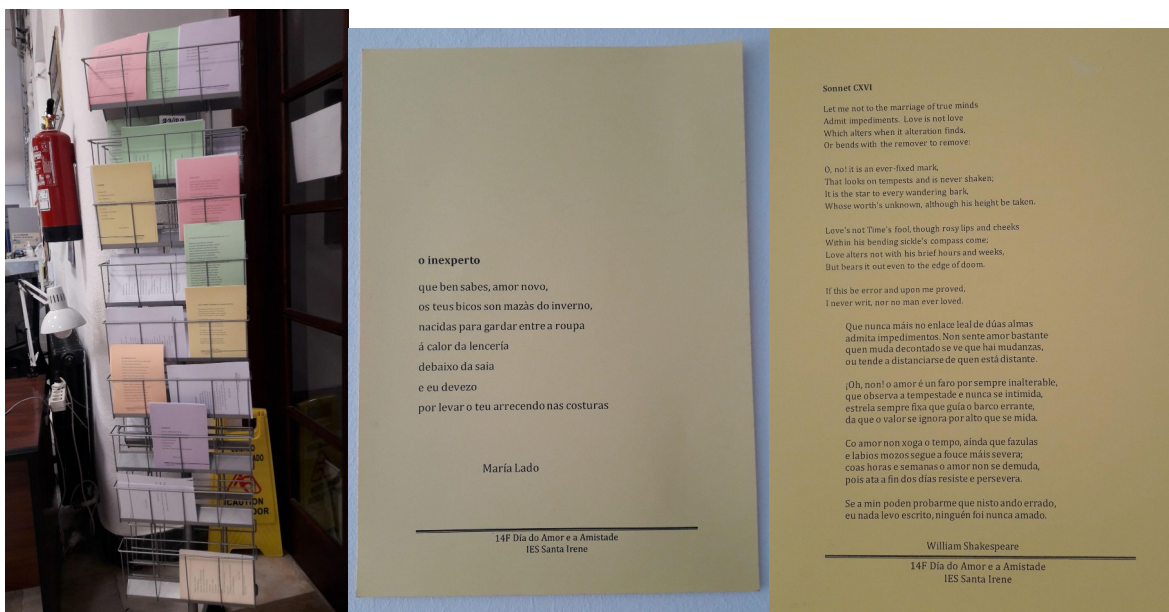 CAUTION
o inexperto
que ben sabes, amor novo,
os teus bicos son mazàs do inverno,
nacidas para gardar entre a roupa
á calor da lencería
debaixo da saia
e eu devezo
por levar o teu arrecendo nas costuras
María Lado
14F Día do Amor e a Amistade
IES Santa Irene
Sonnet CXVI
Let me not to the marriage of true minds
Admit impediments. Love is not love
Which alters when it alteration finds,
Or bends with the remover to remove:
O, no! it is an ever-fixed mark,
That looks on tempests and is never shaken;
It is the star to every wandering bark,
Whose worth's unknown, although his height be taken.
Love's not Time's fool, though rosy lips and cheeks
Within his bending sickle's compass come;
Love alters not with his brief hours and weeks,
But bears it out even to the edge of doom.
If this be error and upon me proved,
I never writ, nor no man ever loved.
Que nunca máis no enlace leal de dúas almas
admita impedimentos. Non sente amor bastante
quen muda decontado se ve que hai mudanzas,
ou tende a distanciarse de quen está distante.
¡Oh, non! o amor é un faro por sempre inalterable,
que observa a tempestade e nunca se intimida,
estrela sempre fixa que guía o barco errante,
da que o valor se ignora por alto que se mida.
Co amor non xoga o tempo, aínda que fazulas
e labios mozos segue a fouce máis severa;
coas horas e semanas o amor non se demuda,
pois ata a fin dos días resiste e persevera.
Se a min poden probarme que nisto ando errado,
eu nada levo escrito, ninguén foi nunca amado.
William Shakespeare
14F Día do Amor e a Amistade
IES Santa Irene